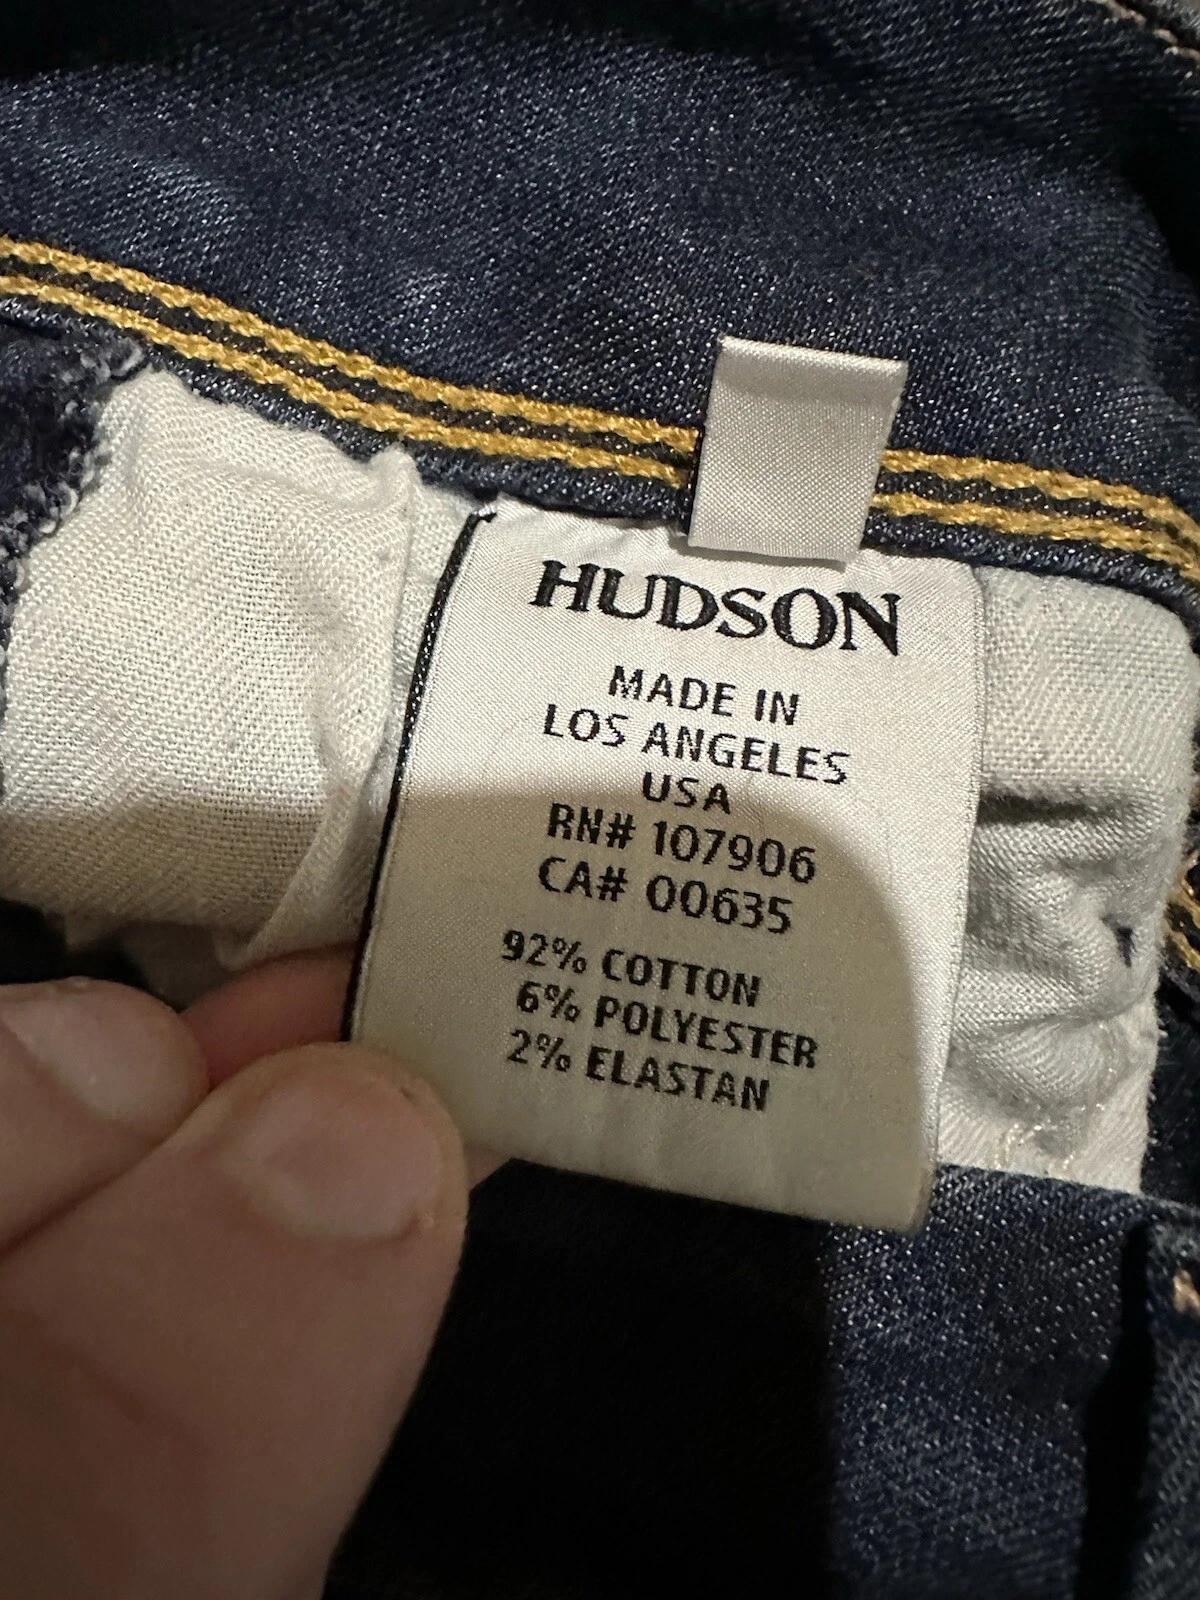 HUDSON
MADE IN
LOS ANGELES
USA
RN# 107906
CA# 00635
92% COTTON
6% POLYESTER
2% ELASTAN